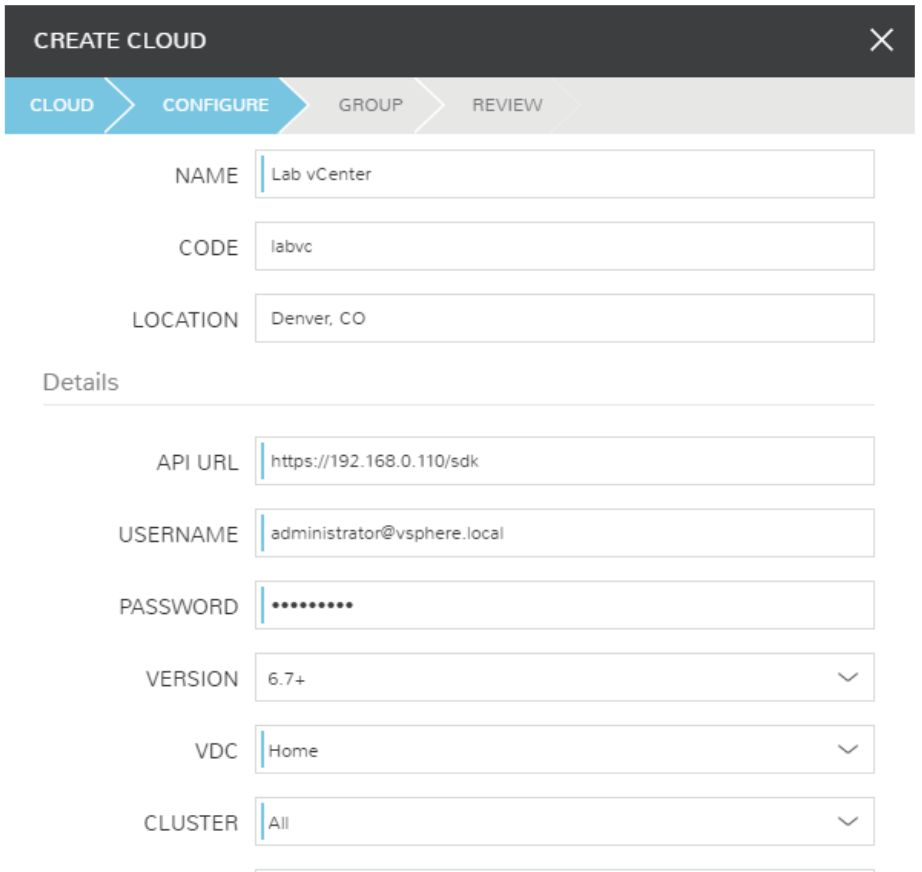 CREATE CLOUD
CLOUD CONFIGURE GROUP REVIEW
NAME Lab vCenter
CODE labvc
LOCATION Denver, CO
Details
API URL https://192.168.0.110/sdk
USERNAME administrator@vsphere.local
PASSWORD •••••••••
VERSION 6.7+
VDC Home
CLUSTER All